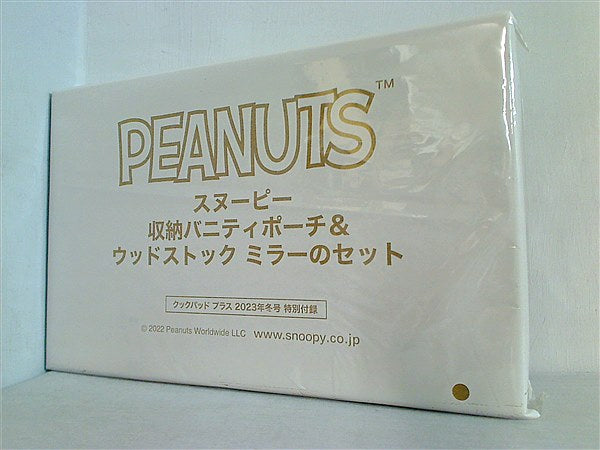 PEANUTS™
スヌーピー
収納バニティポーチ&
ウッドストック ミラーのセット
クックパッド プラス 2023年冬号 特別付録
© 2022 Peanuts Worldwide LLC www.snoopy.co.jp